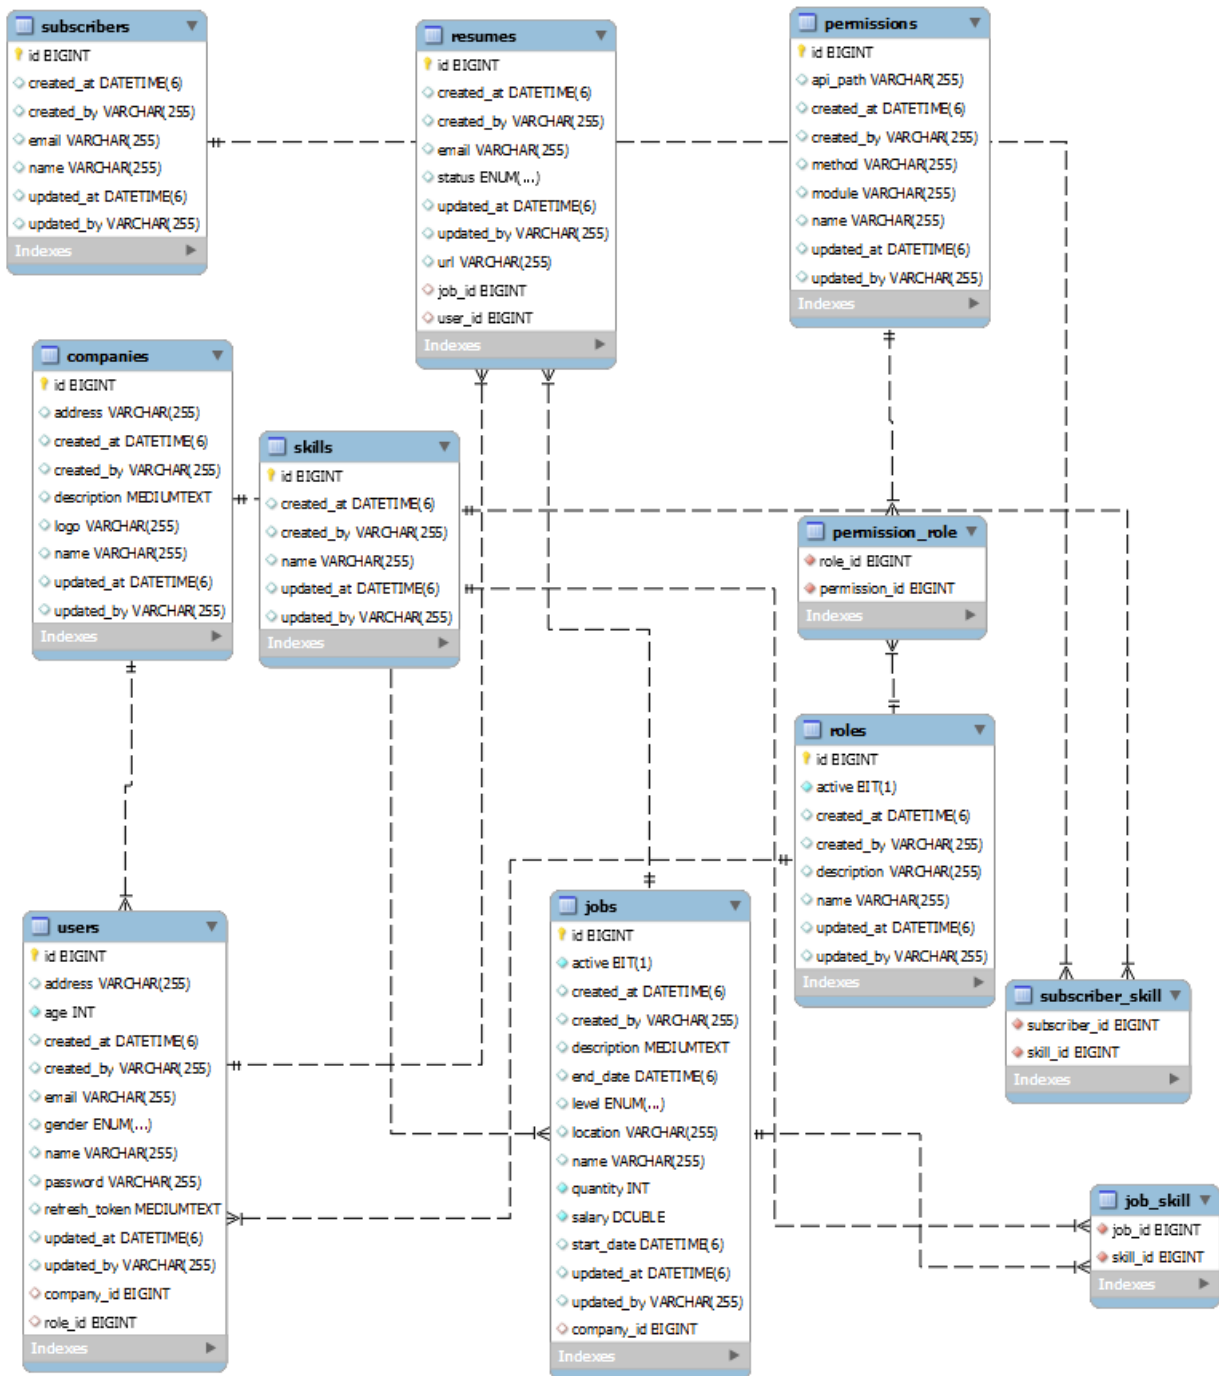 subscribers
id BIGINT
created_at DATETIME(6)
created_by VARCHAR(255)
email VARCHAR(255)
name VARCHAR(255)
updated_at DATETIME(6)
updated_by VARCHAR(255)
Indexes
resumes
id BIGINT
created_at DATETIME(6)
created_by VARCHAR(255)
email VARCHAR(255)
status ENUM(...)
updated_at DATETIME(6)
updated_by VARCHAR(255)
url VARCHAR(255)
job_id BIGINT
user_id BIGINT
Indexes
permissions
id BIGINT
api_path VARCHAR(255)
created_at DATETIME(6)
created_by VARCHAR(255)
method VARCHAR(255)
module VARCHAR(255)
name VARCHAR(255)
updated_at DATETIME(6)
updated_by VARCHAR(255)
Indexes
companies
id BIGINT
address VARCHAR(255)
created_at DATETIME(6)
created_by VARCHAR(255)
description MEDIUMTEXT
logo VARCHAR(255)
name VARCHAR(255)
updated_at DATETIME(6)
updated_by VARCHAR(255)
Indexes
skills
id BIGINT
created_at DATETIME(6)
created_by VARCHAR(255)
name VARCHAR(255)
updated_at DATETIME(6)
updated_by VARCHAR(255)
Indexes
permission_role
role_id BIGINT
permission_id BIGINT
Indexes
roles
id BIGINT
active BIT(1)
created_at DATETIME(6)
created_by VARCHAR(255)
description VARCHAR(255)
name VARCHAR(255)
updated_at DATETIME(6)
updated_by VARCHAR(255)
Indexes
users
id BIGINT
address VARCHAR(255)
age INT
created_at DATETIME(6)
created_by VARCHAR(255)
email VARCHAR(255)
gender ENUM(...)
name VARCHAR(255)
password VARCHAR(255)
refresh_token MEDIUMTEXT
updated_at DATETIME(6)
updated_by VARCHAR(255)
company_id BIGINT
role_id BIGINT
Indexes
jobs
id BIGINT
active BIT(1)
created_at DATETIME(6)
created_by VARCHAR(255)
description MEDIUMTEXT
end_date DATETIME(6)
level ENUM(...)
location VARCHAR(255)
name VARCHAR(255)
quantity INT
salary DOUBLE
start_date DATETIME(6)
updated_at DATETIME(6)
updated_by VARCHAR(255)
company_id BIGINT
Indexes
subscriber_skill
subscriber_id BIGINT
skill_id BIGINT
Indexes
job_skill
job_id BIGINT
skill_id BIGINT
Indexes